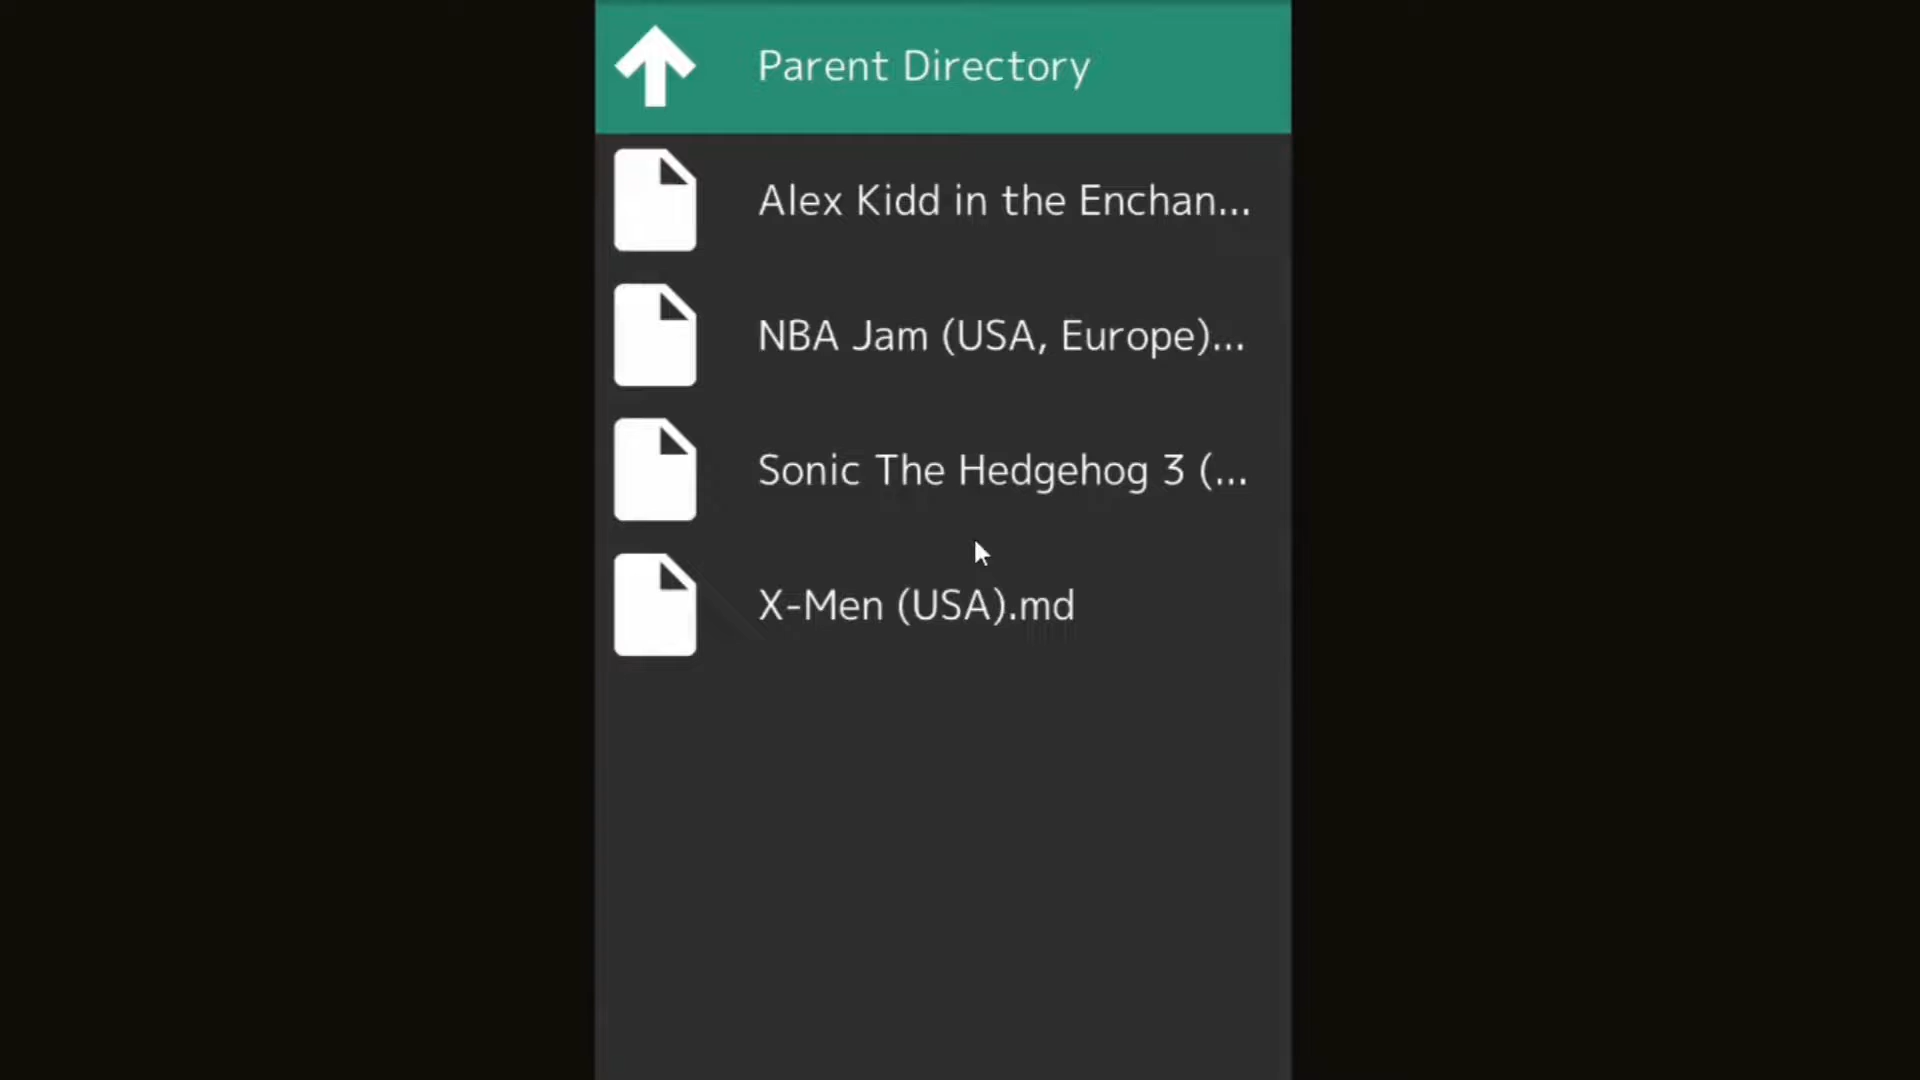 Parent Directory
Alex Kidd in the Enchan...
NBA Jam (USA, Europe)...
Sonic The Hedgehog 3 (...
X-Men (USA).md